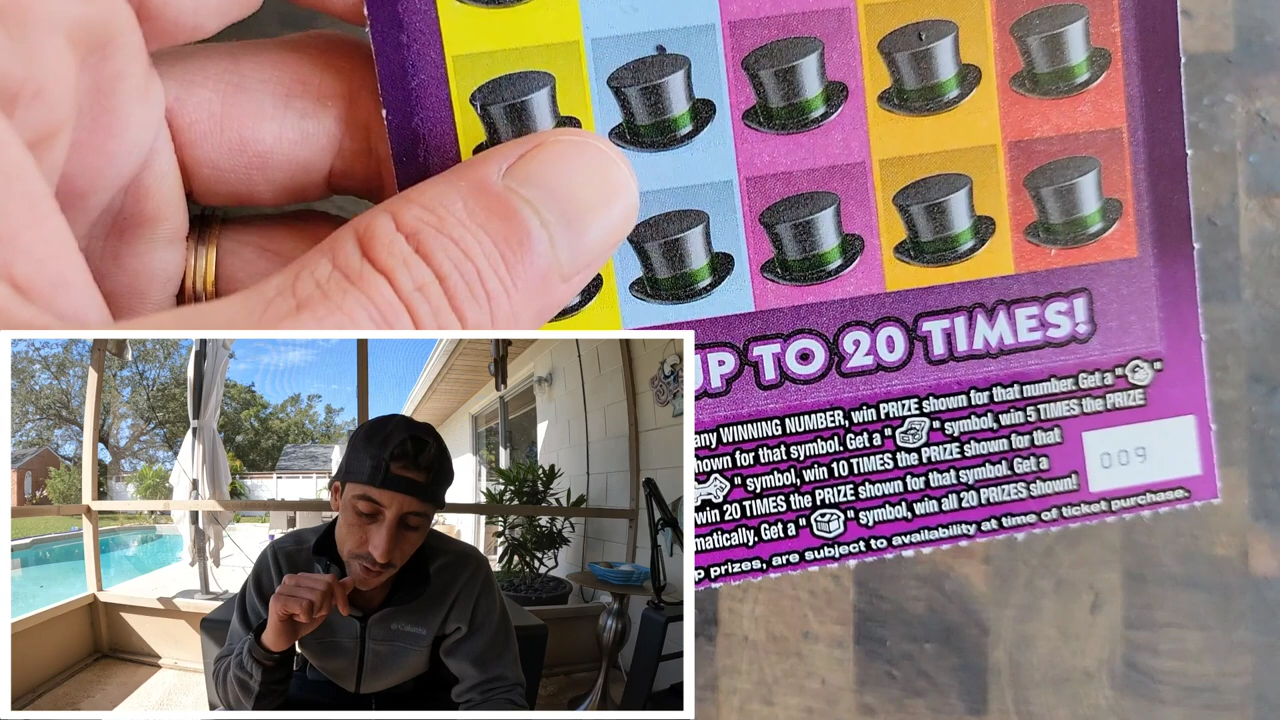 UP TO 20 TIMES!
any WINNING NUMBER, win PRIZE shown for that number. Get a " "
hown for that symbol. Get a " " symbol, win 5 TIMES the PRIZE
" symbol, win 10 TIMES the PRIZE shown for that
win 20 TIMES the PRIZE shown for that symbol. Get a
matically. Get a " " symbol, win all 20 PRIZES shown!
p prizes, are subject to availability at time of ticket purchase.
009
Columbia